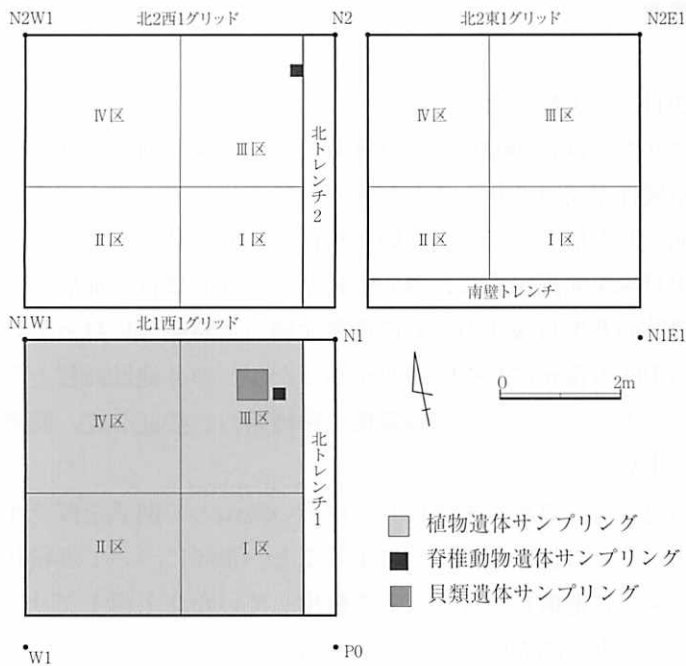 N2W1 北2西1グリッド N2 北2東1グリッド N2E1
Ⅳ区
Ⅲ区
Ⅱ区
Ⅰ区
北トレンチ2
Ⅳ区
Ⅲ区
Ⅱ区
Ⅰ区
南壁トレンチ
N1W1 北1西1グリッド N1 N1E1
Ⅳ区
Ⅲ区
Ⅱ区
Ⅰ区
北トレンチ1
0 2m
植物遺体サンプリング
脊椎動物遺体サンプリング
貝類遺体サンプリング
W1 P0